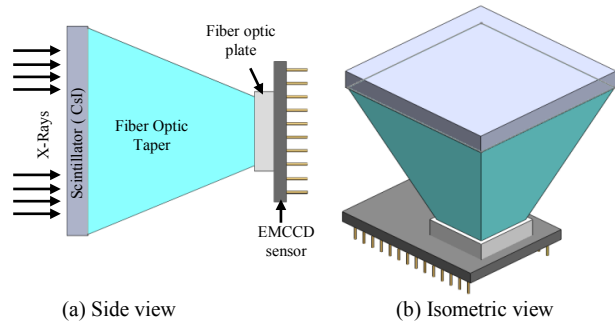 Fiber optic
plate
X-Rays
Scintillator ( CsI)
Fiber Optic
Taper
EMCCD
sensor
(a) Side view
(b) Isometric view